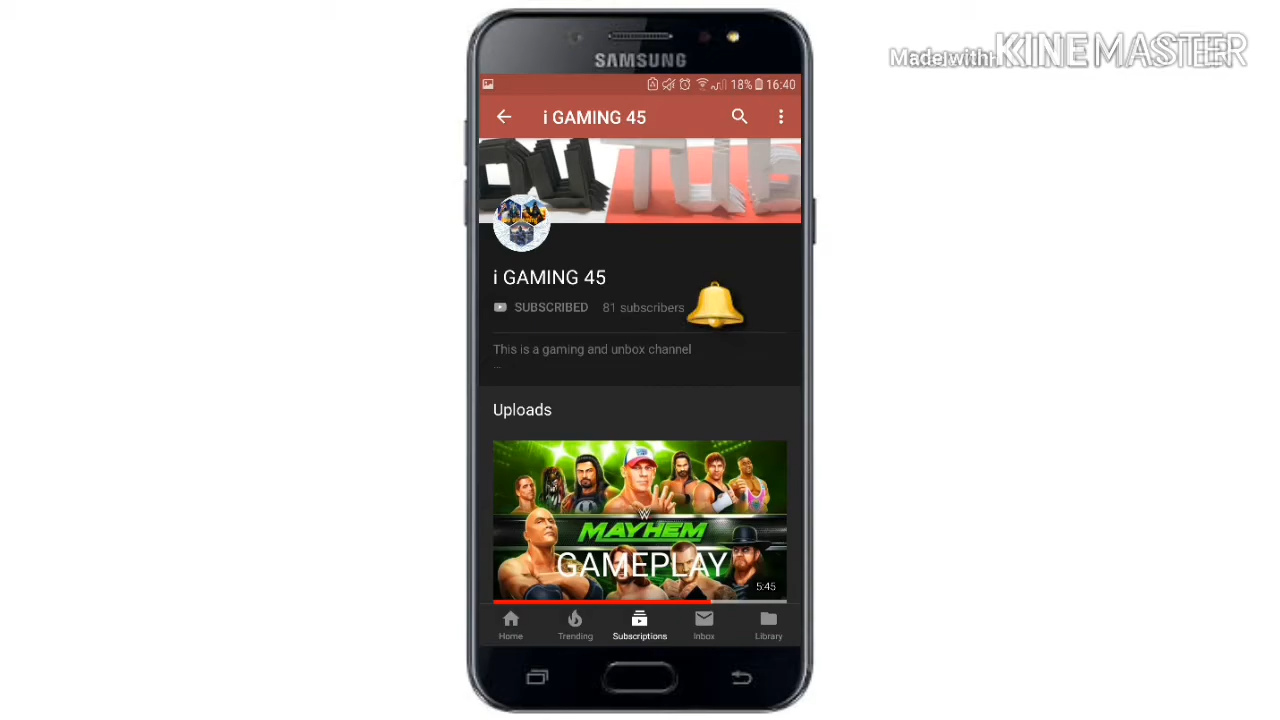 Made with KINEMASTER
SAMSUNG
18% 16:40
i GAMING 45
i GAMING 45
SUBSCRIBED 81 subscribers
This is a gaming and unbox channel
Uploads
W
MAYHEM
GAMEPLAY
5:45
Home Trending Subscriptions Inbox Library